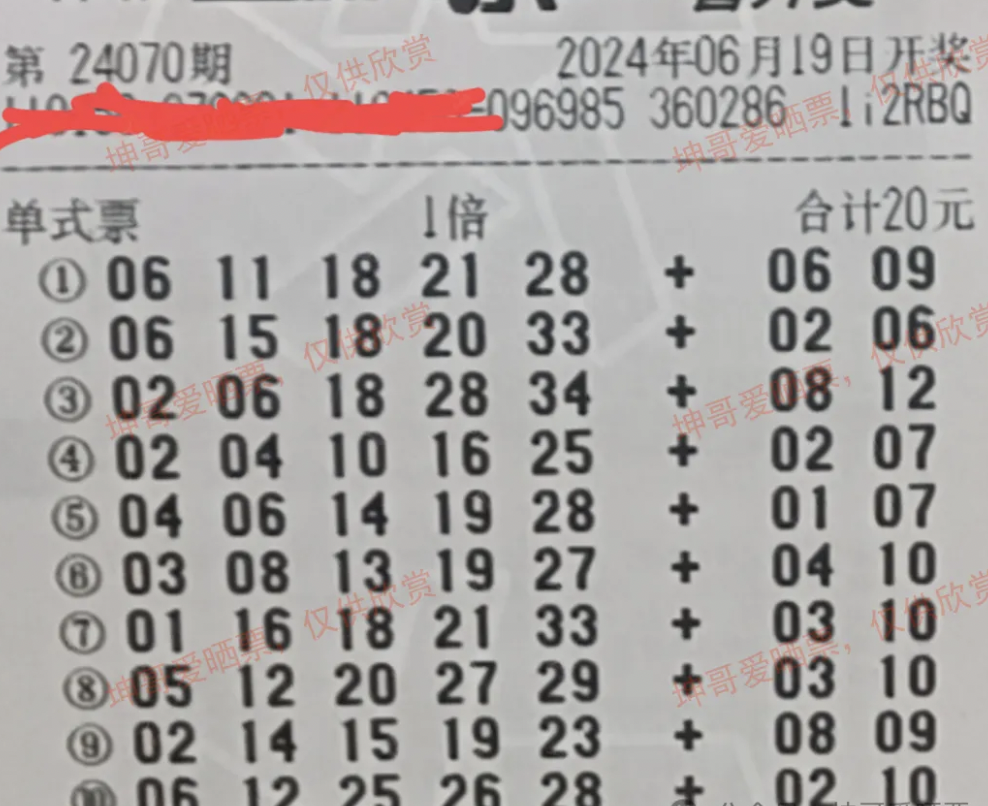 第 24070期 2024年06月19日开奖
096985 360286 1i2RBQ
单式票 1倍 合计20元
① 06 11 18 21 28 + 06 09
② 06 15 18 20 33 + 02 06
③ 02 06 18 28 34 + 08 12
④ 02 04 10 16 25 + 02 07
⑤ 04 06 14 19 28 + 01 07
⑥ 03 08 13 19 27 + 04 10
⑦ 01 16 18 21 33 + 03 10
⑧ 05 12 20 27 29 + 03 10
⑨ 02 14 15 19 23 + 08 09
⑩ 06 12 25 26 28 + 02 10
坤哥爱晒票，仅供欣赏
坤哥爱晒票，仅供欣赏
坤哥爱晒票，仅供欣赏
坤哥爱晒票，仅供欣赏
坤哥爱晒票，仅供欣赏
坤哥爱晒票，仅供欣赏